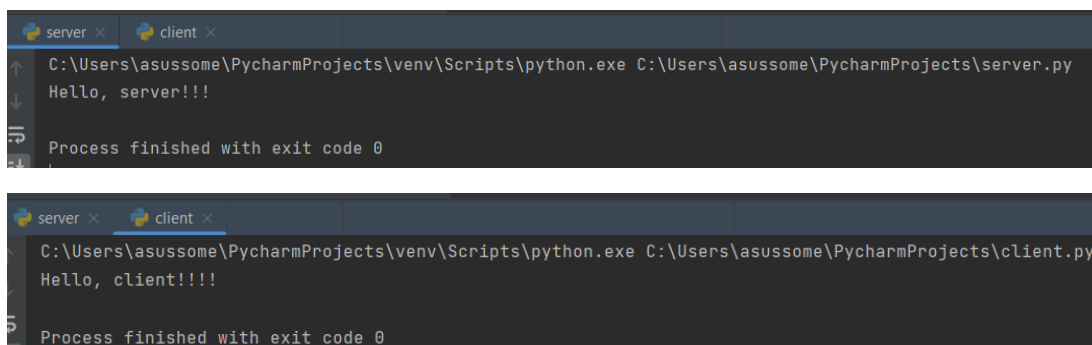 server × client ×
C:\Users\asussome\PycharmProjects\venv\Scripts\python.exe C:\Users\asussome\PycharmProjects\server.py
Hello, server!!!
Process finished with exit code 0
server × client ×
C:\Users\asussome\PycharmProjects\venv\Scripts\python.exe C:\Users\asussome\PycharmProjects\client.py
Hello, client!!!!
Process finished with exit code 0